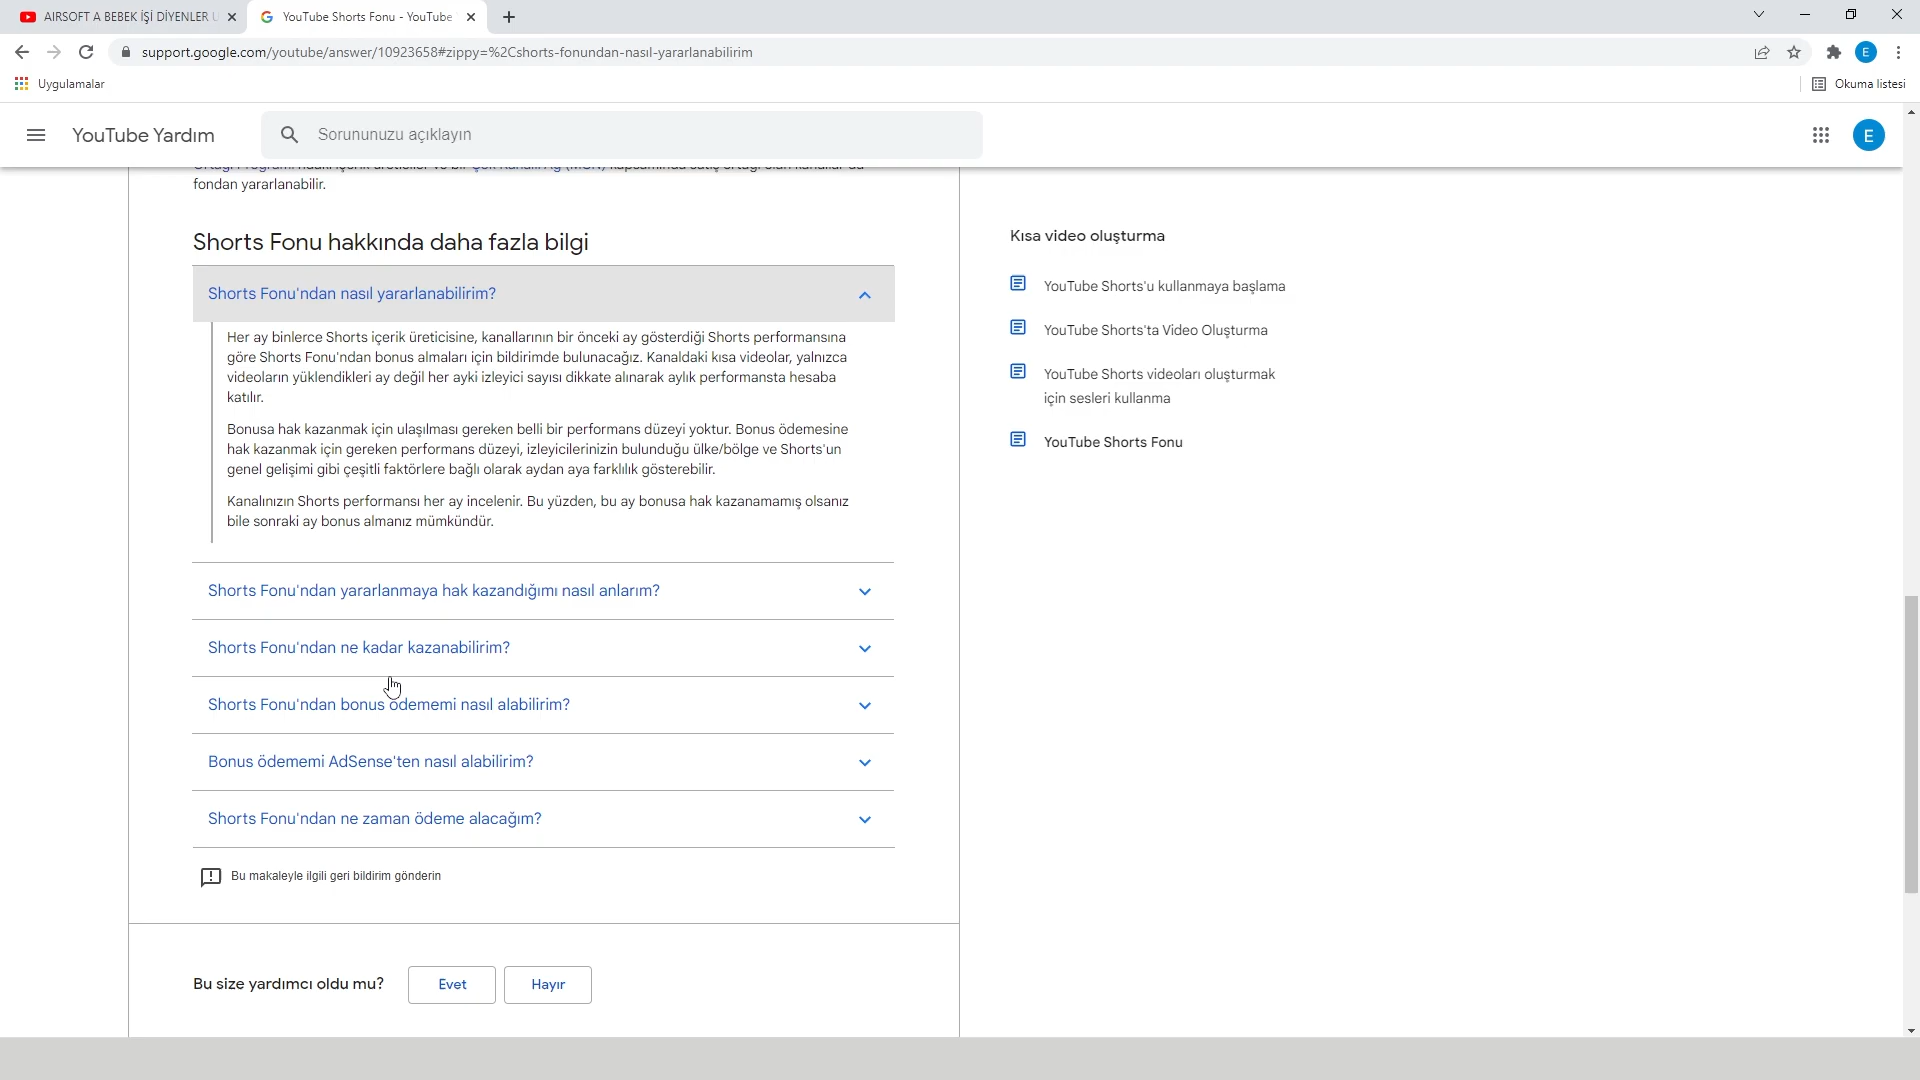 AIRSOFT A BEBEK İŞİ DİYENLER
YouTube Shorts Fonu - YouTube
support.google.com/youtube/answer/10923658#zippy=%2Cshorts-fonundan-nasıl-yararlanabilirim
E
Uygulamalar
Okuma listesi
YouTube Yardım
Sorununuzu açıklayın
E
fondan yararlanabilir.
Shorts Fonu hakkında daha fazla bilgi
Shorts Fonu'ndan nasıl yararlanabilirim?
Her ay binlerce Shorts içerik üreticisine, kanallarının bir önceki ay gösterdiği Shorts performansına
göre Shorts Fonu'ndan bonus almaları için bildirimde bulunacağız. Kanaldaki kısa videolar, yalnızca
videoların yüklendikleri ay değil her ayki izleyici sayısı dikkate alınarak aylık performansta hesaba
katılır.
Bonusa hak kazanmak için ulaşılması gereken belli bir performans düzeyi yoktur. Bonus ödemesine
hak kazanmak için gereken performans düzeyi, izleyicilerinizin bulunduğu ülke/bölge ve Shorts'un
genel gelişimi gibi çeşitli faktörlere bağlı olarak aydan aya farklılık gösterebilir.
Kanalınızın Shorts performansı her ay incelenir. Bu yüzden, bu ay bonusa hak kazanamamış olsanız
bile sonraki ay bonus almanız mümkündür.
Shorts Fonu'ndan yararlanmaya hak kazandığımı nasıl anlarım?
Shorts Fonu'ndan ne kadar kazanabilirim?
Shorts Fonu'ndan bonus ödememi nasıl alabilirim?
Bonus ödememi AdSense'ten nasıl alabilirim?
Shorts Fonu'ndan ne zaman ödeme alacağım?
Bu makaleyle ilgili geri bildirim gönderin
Bu size yardımcı oldu mu?
Evet
Hayır
Kısa video oluşturma
YouTube Shorts'u kullanmaya başlama
YouTube Shorts'ta Video Oluşturma
YouTube Shorts videoları oluşturmak
için sesleri kullanma
YouTube Shorts Fonu